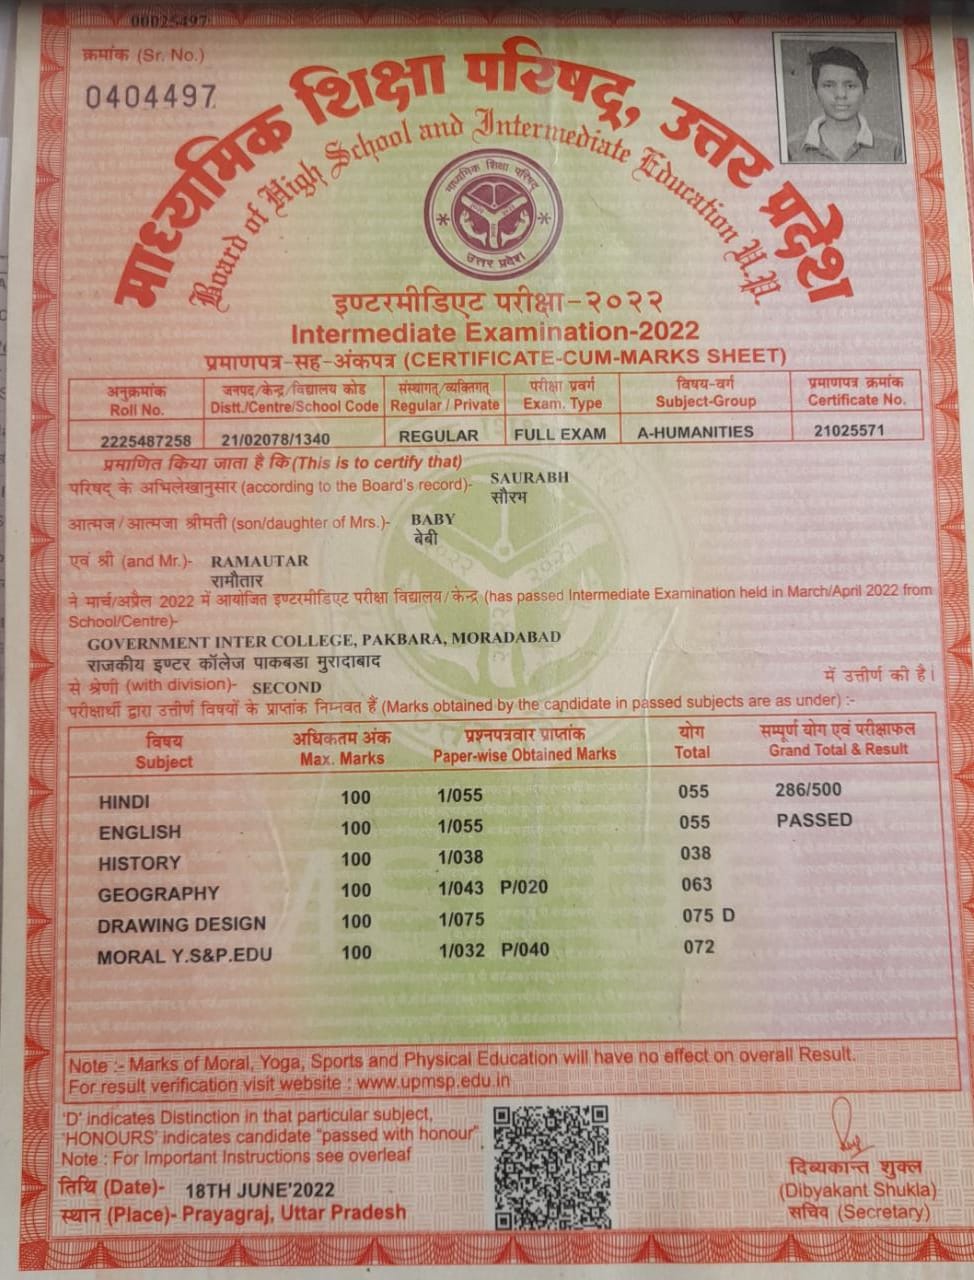 00025497
क्रमांक (Sr. No.)
0404497
माध्यमिक शिक्षा परिषद्, उत्तर प्रदेश
Board of High School and Intermediate Education U.P.
माध्यमिक शिक्षा परिषद्
उत्तर प्रदेश
इण्टरमीडिएट परीक्षा-२०२२
Intermediate Examination-2022
प्रमाणपत्र-सह-अंकपत्र (CERTIFICATE-CUM-MARKS SHEET)
अनुक्रमांक जनपद/केन्द्र/विद्यालय कोड संस्थागत्/व्यक्तिगत् परीक्षा प्रवर्ग विषय-वर्ग प्रमाणपत्र क्रमांक
Roll No. Distt./Centre/School Code Regular / Private Exam. Type Subject-Group Certificate No.
2225487258 21/02078/1340 REGULAR FULL EXAM A-HUMANITIES 21025571
प्रमाणित किया जाता है कि (This is to certify that)
परिषद् के अभिलेखानुसार (according to the Board's record)- SAURABH
सौरभ
आत्मज/आत्मजा श्रीमती (son/daughter of Mrs.)- BABY
बेबी
एवं श्री (and Mr.)- RAMAUTAR
रामौतार
ने मार्च/अप्रैल 2022 में आयोजित इण्टरमीडिएट परीक्षा विद्यालय/केन्द्र (has passed Intermediate Examination held in March/April 2022 from
School/Centre)-
GOVERNMENT INTER COLLEGE, PAKBARA, MORADABAD
राजकीय इण्टर कॉलेज पाकबडा मुरादाबाद
में उत्तीर्ण की है।
से श्रेणी (with division)- SECOND
परीक्षार्थी द्वारा उत्तीर्ण विषयों के प्राप्तांक निम्नवत हैं (Marks obtained by the candidate in passed subjects are as under) :-
विषय अधिकतम अंक प्रश्नपत्रवार प्राप्तांक योग सम्पूर्ण योग एवं परीक्षाफल
Subject Max. Marks Paper-wise Obtained Marks Total Grand Total & Result
HINDI 100 1/055 055 286/500
ENGLISH 100 1/055 055 PASSED
HISTORY 100 1/038 038
GEOGRAPHY 100 1/043 P/020 063
DRAWING DESIGN 100 1/075 075 D
MORAL Y.S&P.EDU 100 1/032 P/040 072
Note :- Marks of Moral, Yoga, Sports and Physical Education will have no effect on overall Result.
For result verification visit website : www.upmsp.edu.in
'D' indicates Distinction in that particular subject,
'HONOURS' indicates candidate "passed with honour"
Note : For Important Instructions see overleaf
तिथि (Date)- 18TH JUNE'2022
स्थान (Place)- Prayagraj, Uttar Pradesh
दिब्यकान्त शुक्ल
(Dibyakant Shukla)
सचिव (Secretary)